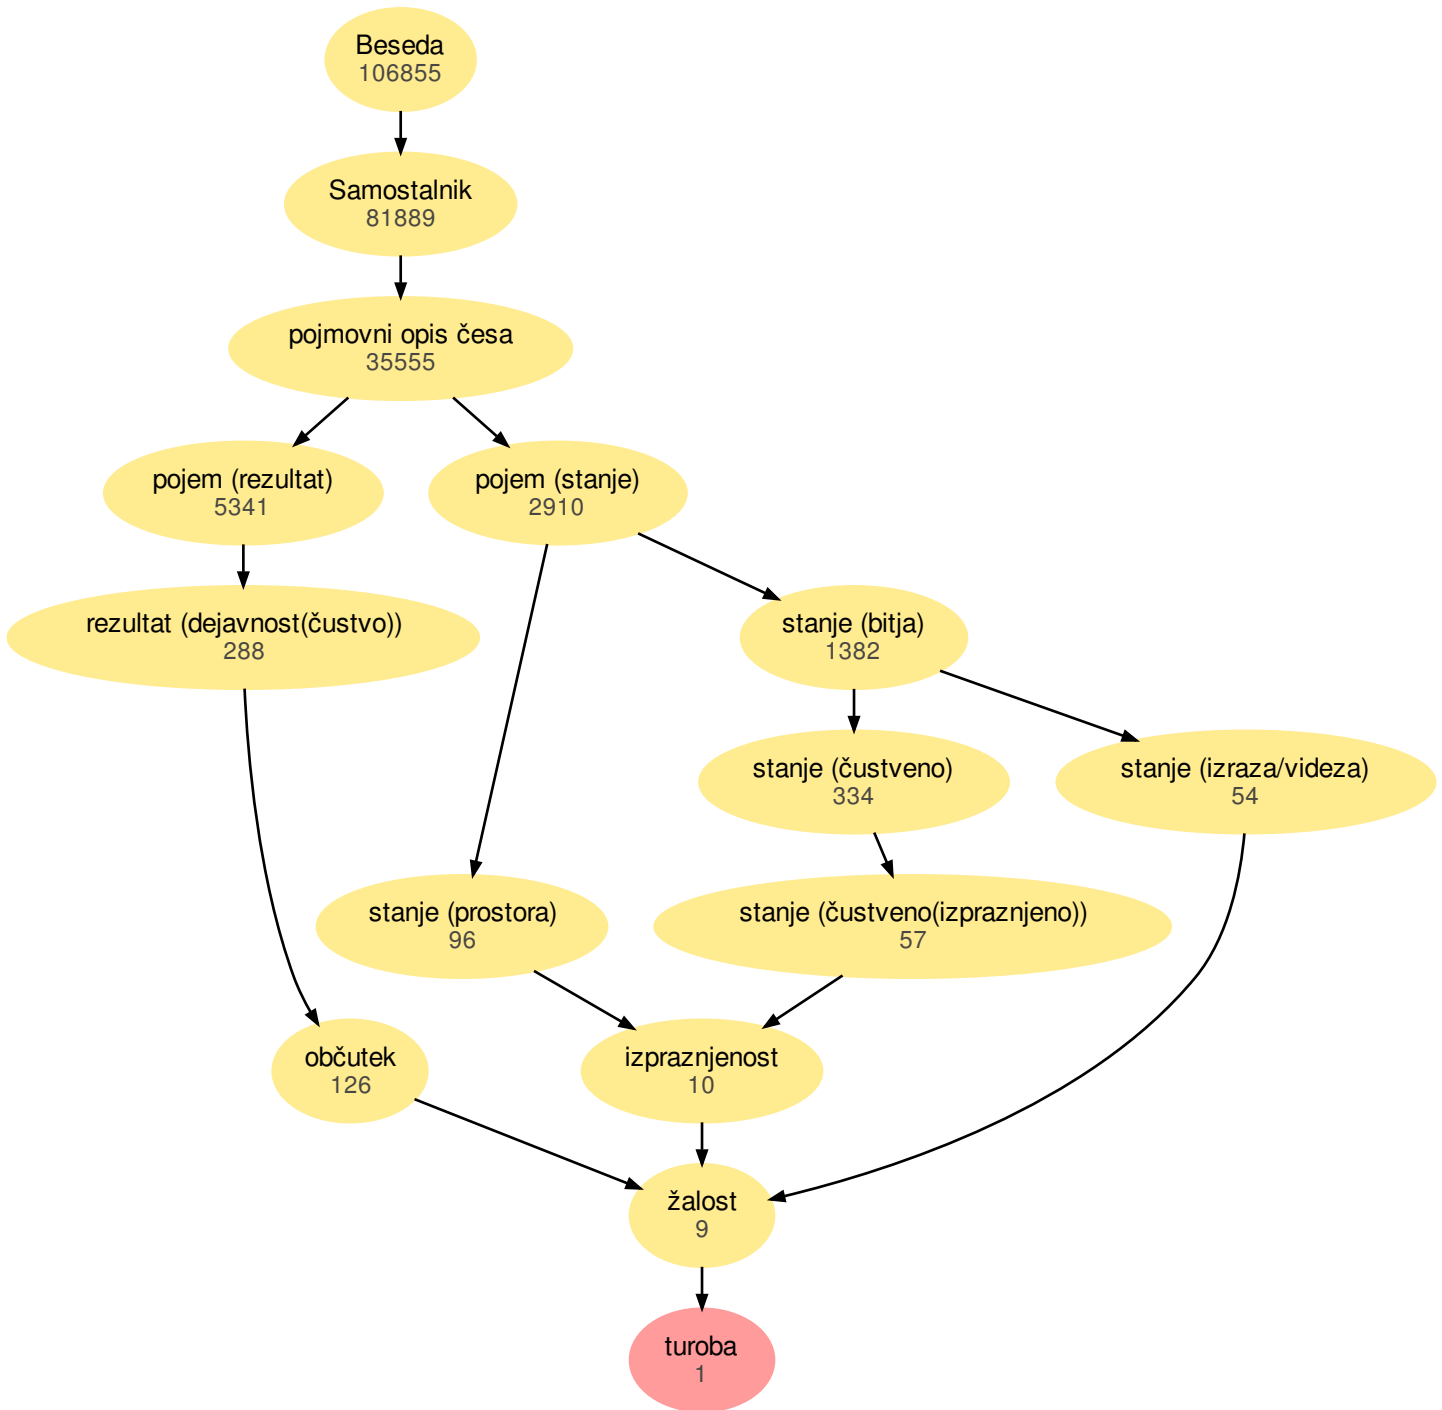 Beseda
106855
Samostalnik
81889
pojmovni opis česa
35555
pojem (rezultat)
5341
pojem (stanje)
2910
rezultat (dejavnost(čustvo))
288
stanje (bitja)
1382
stanje (čustveno)
334
stanje (izraza/videza)
54
stanje (prostora)
96
stanje (čustveno(izpraznjeno))
57
občutek
126
izpraznjenost
10
žalost
9
turoba
1